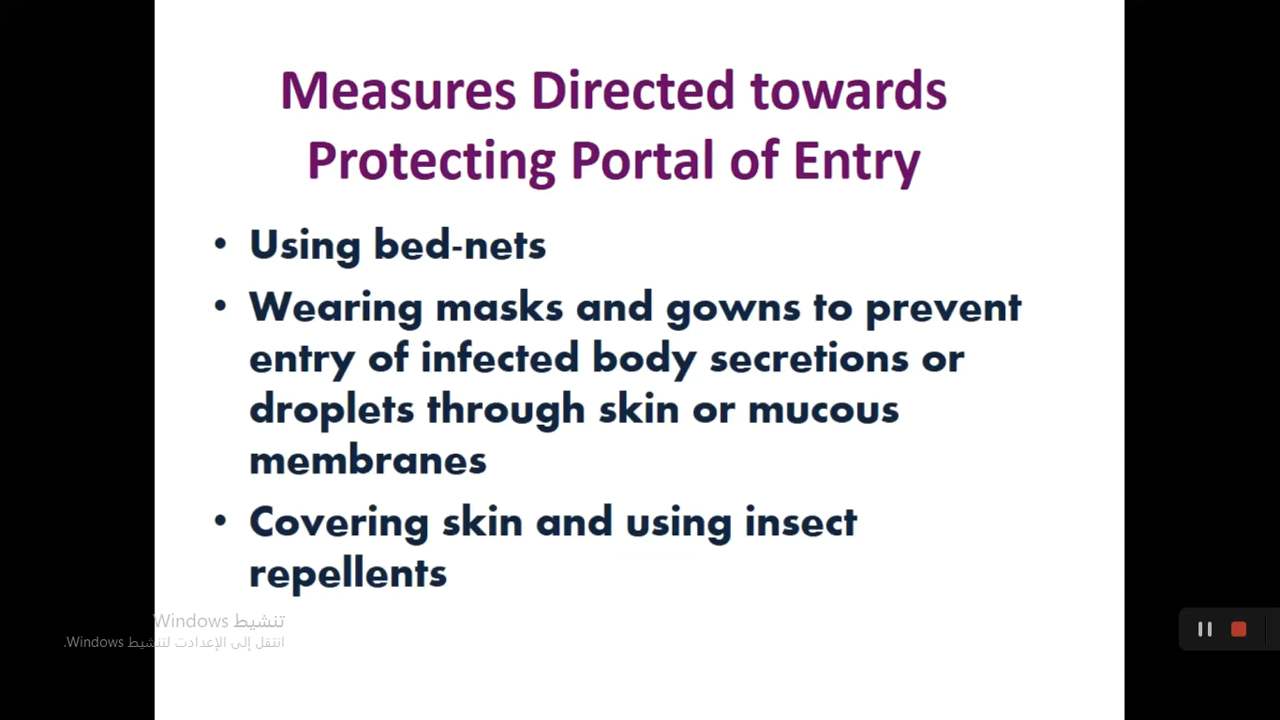 Measures Directed towards
Protecting Portal of Entry
• Using bed-nets
• Wearing masks and gowns to prevent
entry of infected body secretions or
droplets through skin or mucous
membranes
• Covering skin and using insect
repellents
تنشيط Windows
انتقل إلى الإعدادت لتنشيط Windows.